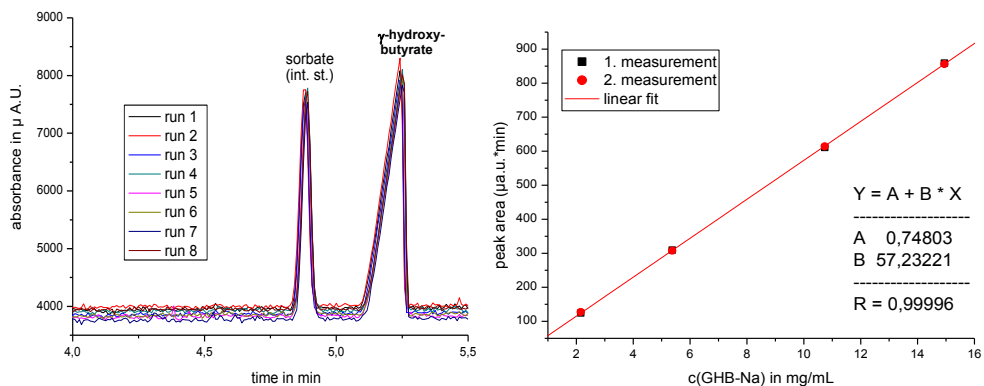 9000
8000
7000
6000
5000
4000
absorbance in µ A.U.
sorbate
(int. st.)
γ-hydroxy-
butyrate
run 1
run 2
run 3
run 4
run 5
run 6
run 7
run 8
4,0
4,5
5,0
5,5
time in min
900
800
700
600
500
400
300
200
100
peak area (µa.u.*min)
1. measurement
2. measurement
linear fit
Y = A + B * X
--------------------
A 0,74803
B 57,23221
--------------------
R = 0,99996
2
4
6
8
10
12
14
16
c(GHB-Na) in mg/mL